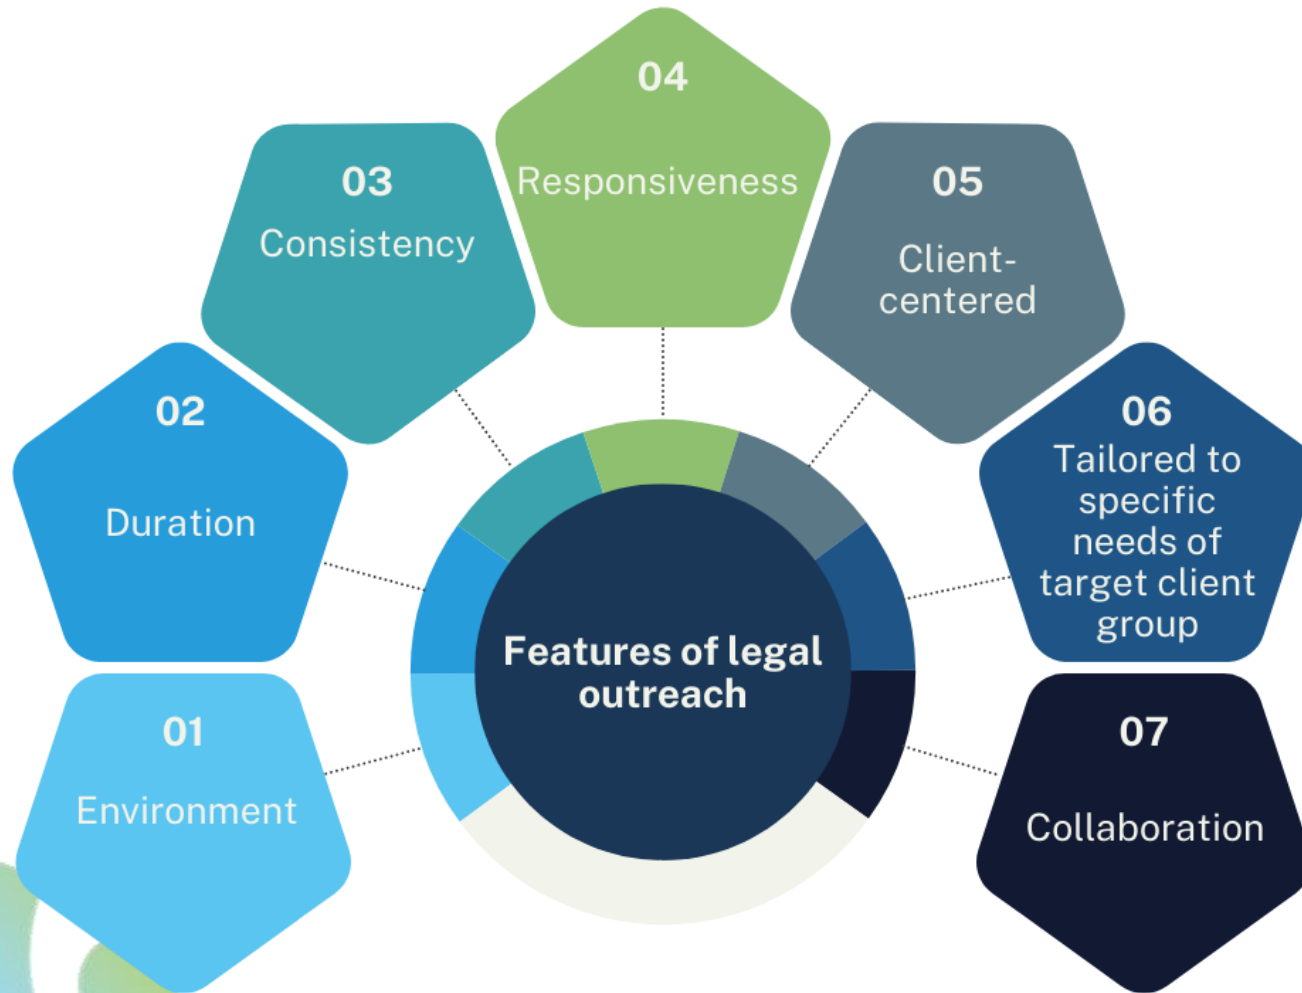 01
Environment
02
Duration
03
Consistency
04
Responsiveness
05
Client-
centered
06
Tailored to
specific
needs of
target client
group
07
Collaboration
Features of legal
outreach